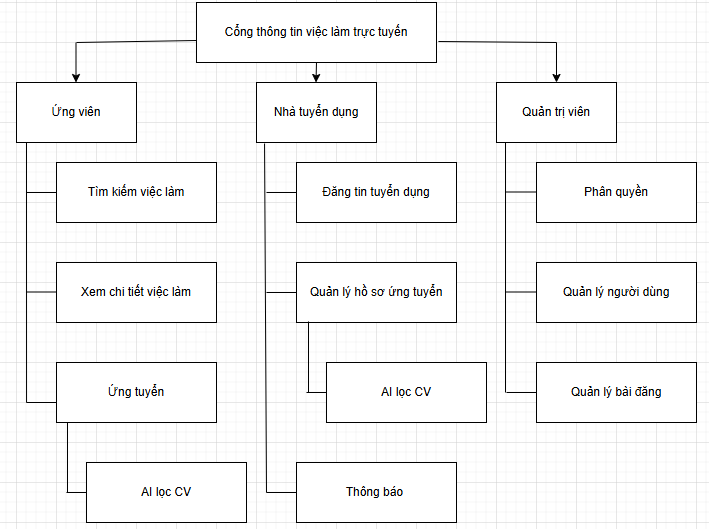 Cổng thông tin việc làm trực tuyến
Ứng viên
Nhà tuyển dụng
Quản trị viên
Tìm kiếm việc làm
Đăng tin tuyển dụng
Phân quyền
Xem chi tiết việc làm
Quản lý hồ sơ ứng tuyển
Quản lý người dùng
Ứng tuyển
AI lọc CV
Quản lý bài đăng
AI lọc CV
Thông báo